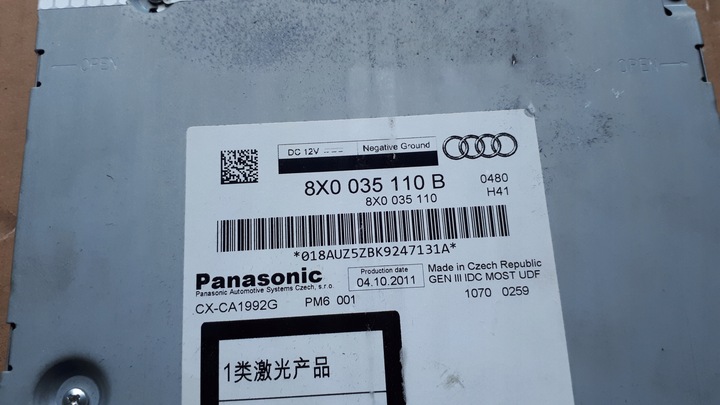 OPEN OPEN
DC 12V Negative Ground
8X0 035 110 B 0480
8X0 035 110 H41
*018AUZ5ZBK9247131A*
Panasonic Production date Made in Czech Republic
Panasonic Automotive Systems Czech, s.r.o. 04.10.2011 GEN III IDC MOST UDF
CX-CA1992G PM6 001 1070 0259
1类激光产品